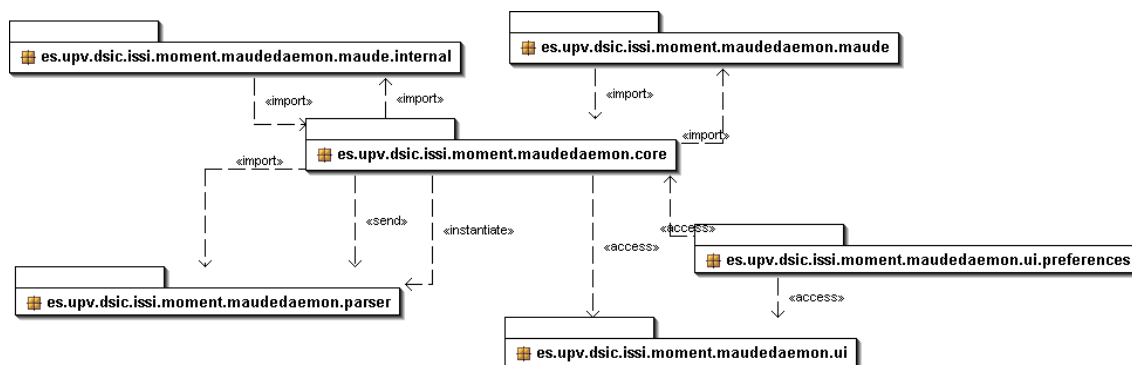 es.upv.dsic.issi.moment.maudedaemon.maude.internal
es.upv.dsic.issi.moment.maudedaemon.maude
«import»
«import»
«import»
«import»
es.upv.dsic.issi.moment.maudedaemon.core
«import»
«send»
«instantiate»
«access»
«access»
es.upv.dsic.issi.moment.maudedaemon.ui.preferences
es.upv.dsic.issi.moment.maudedaemon.parser
«access»
es.upv.dsic.issi.moment.maudedaemon.ui